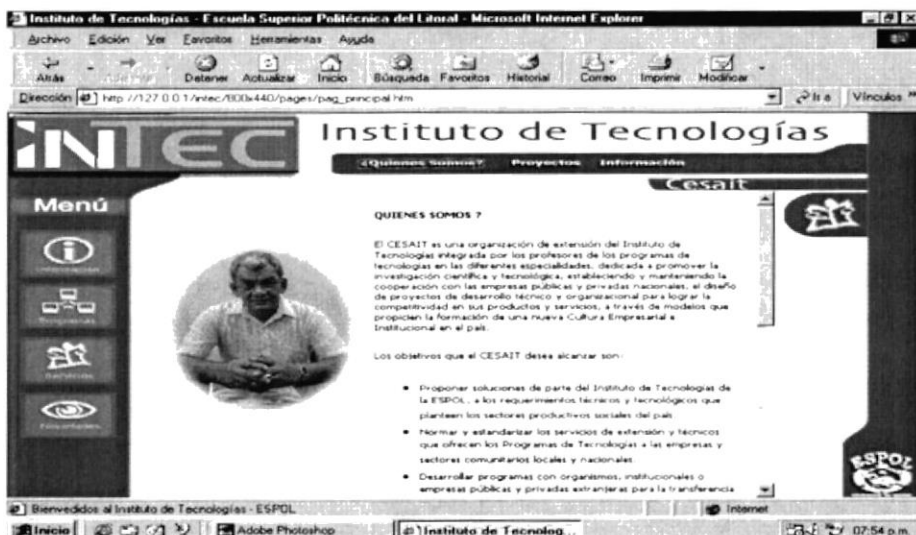 Instituto de Tecnologías - Escuela Superior Politécnica del Litoral - Microsoft Internet Explorer
Archivo Edición Ver Favoritos Herramientas Ayuda
Atrás Detener Actualizar Inicio Búsqueda Favoritos Historial Correo Imprimir Modificar
Dirección http://127.0.0.1/intec/800x440/pages/pag_principal.htm Ir a Vínculos »
INTEC Instituto de Tecnologías
¿Quienes Somos? Proyectos Información
Cesait
Menú
Información
Programas
Servicios
Novedades
QUIENES SOMOS ?
El CESAIT es una organización de extensión del Instituto de
Tecnologías integrada por los profesores de los programas de
tecnologías en las diferentes especialidades, dedicada a promover la
investigación científica y tecnológica, estableciendo y manteniendo la
cooperación con las empresas públicas y privadas nacionales, el diseño
de proyectos de desarrollo técnico y organizacional para lograr la
competitividad en sus productos y servicios, a través de modelos que
propicien la formación de una nueva Cultura Empresarial e
Institucional en el país.
Los objetivos que el CESAIT desea alcanzar son:
• Proponer soluciones de parte del Instituto de Tecnologías de
la ESPOL, a los requerimientos técnicos y tecnológicos que
planteen los sectores productivos sociales del país.
• Normar y estandarizar los servicios de extensión y técnicos
que ofrecen los Programas de Tecnologías a las empresas y
sectores comunitarios locales y nacionales.
• Desarrollar programas con organismos, institucionales o
empresas públicas y privadas extranjeras para la transferencia
ESPOL
Bienvedidos al Instituto de Tecnologías - ESPOL Internet
Inicio Adobe Photoshop Instituto de Tecnolog... 07:54 p.m.